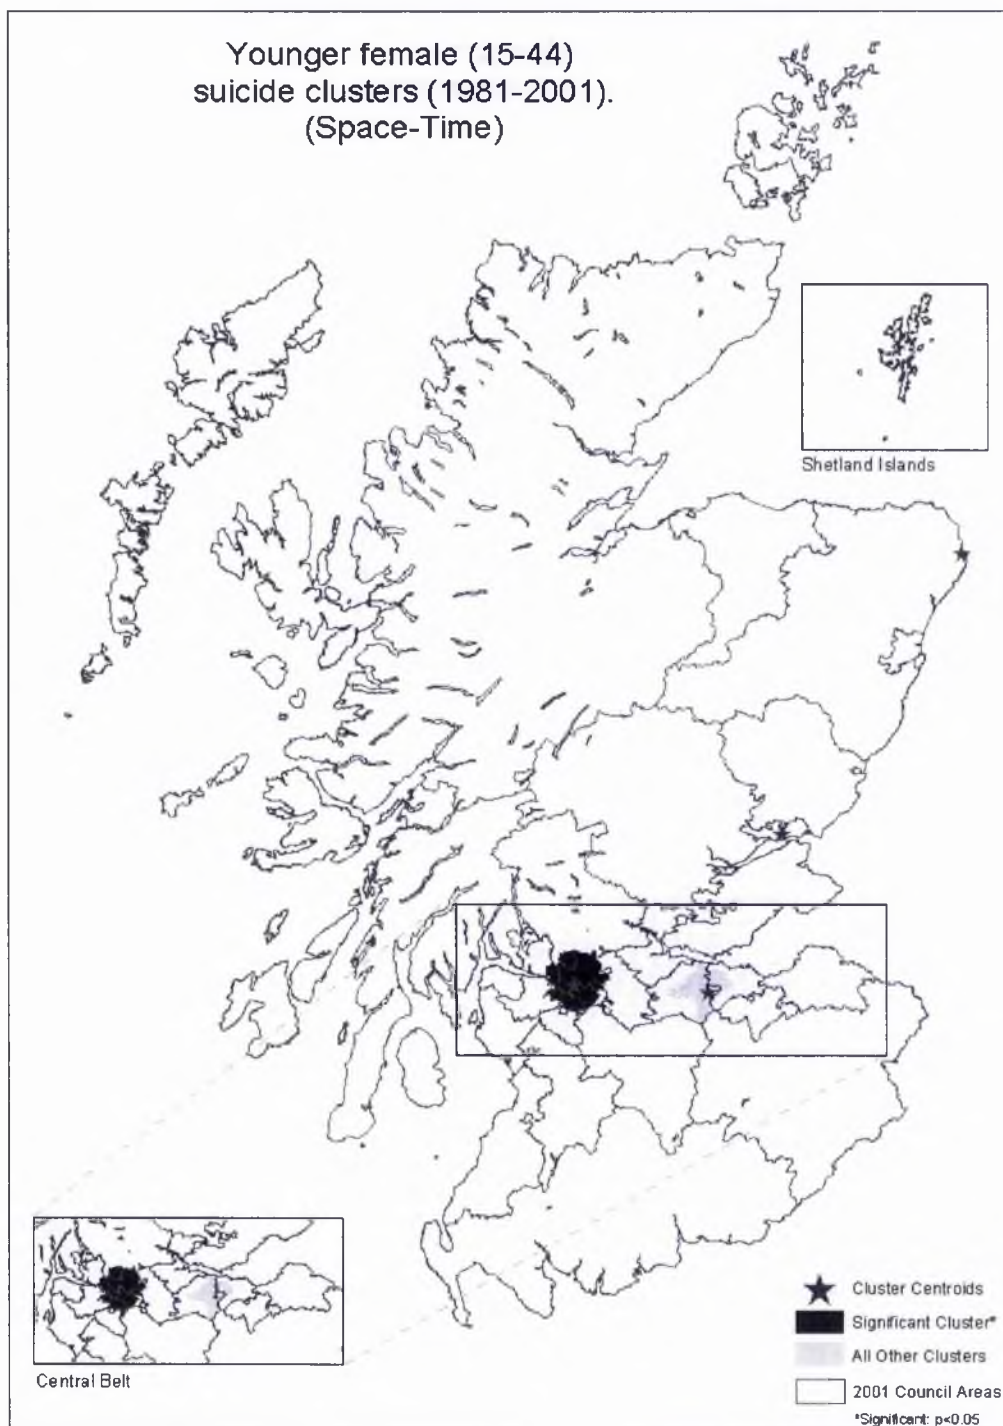 Younger female (15-44)
suicide clusters (1981-2001).
(Space-Time)
Shetland Islands
Central Belt
Cluster Centroids
Significant Cluster*
All Other Clusters
2001 Council Areas
*Significant: p<0.05